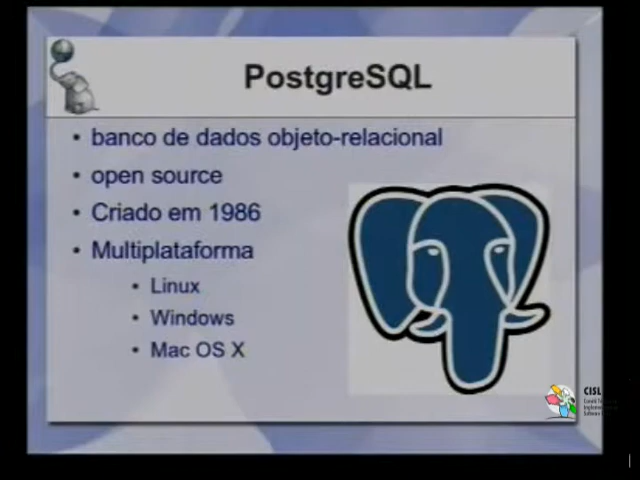 PostgreSQL
• banco de dados objeto-relacional
• open source
• Criado em 1986
• Multiplataforma
• Linux
• Windows
• Mac OS X
CISL